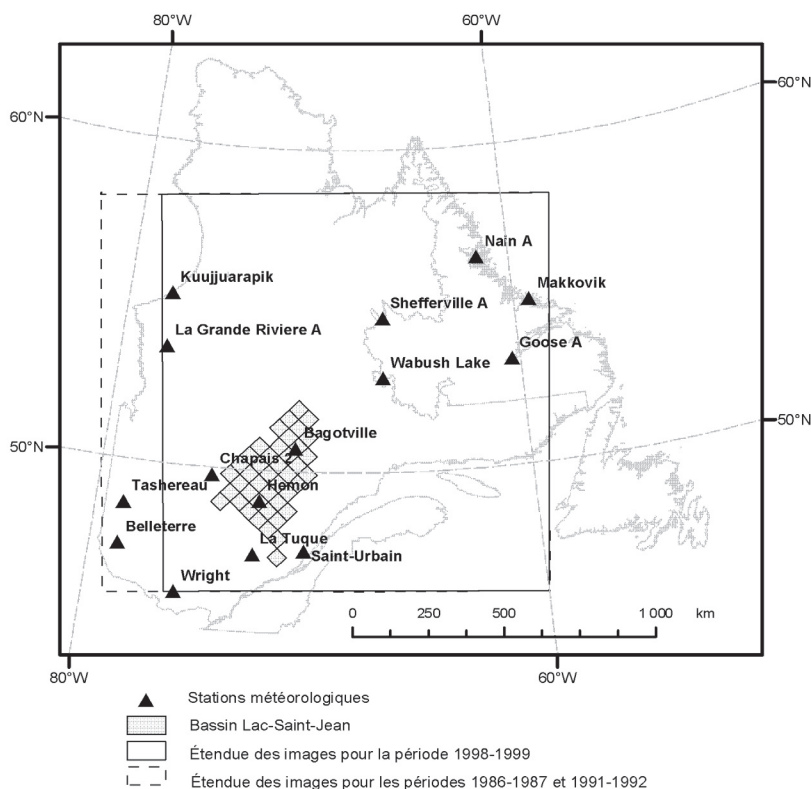 80°W 60°W
60°N
60°N
Nain A
Kuujjuarapik
Makkovik
Shefferville A
La Grande Riviere A
Goose A
Wabush Lake
50°N
Bagotville
50°N
Chapais 2
Tashereau
Hemon
Belleterre
La Tuque
Saint-Urbain
Wright
0 250 500 1 000 km
80°W 60°W
Stations météorologiques
Bassin Lac-Saint-Jean
Étendue des images pour la période 1998-1999
Étendue des images pour les périodes 1986-1987 et 1991-1992